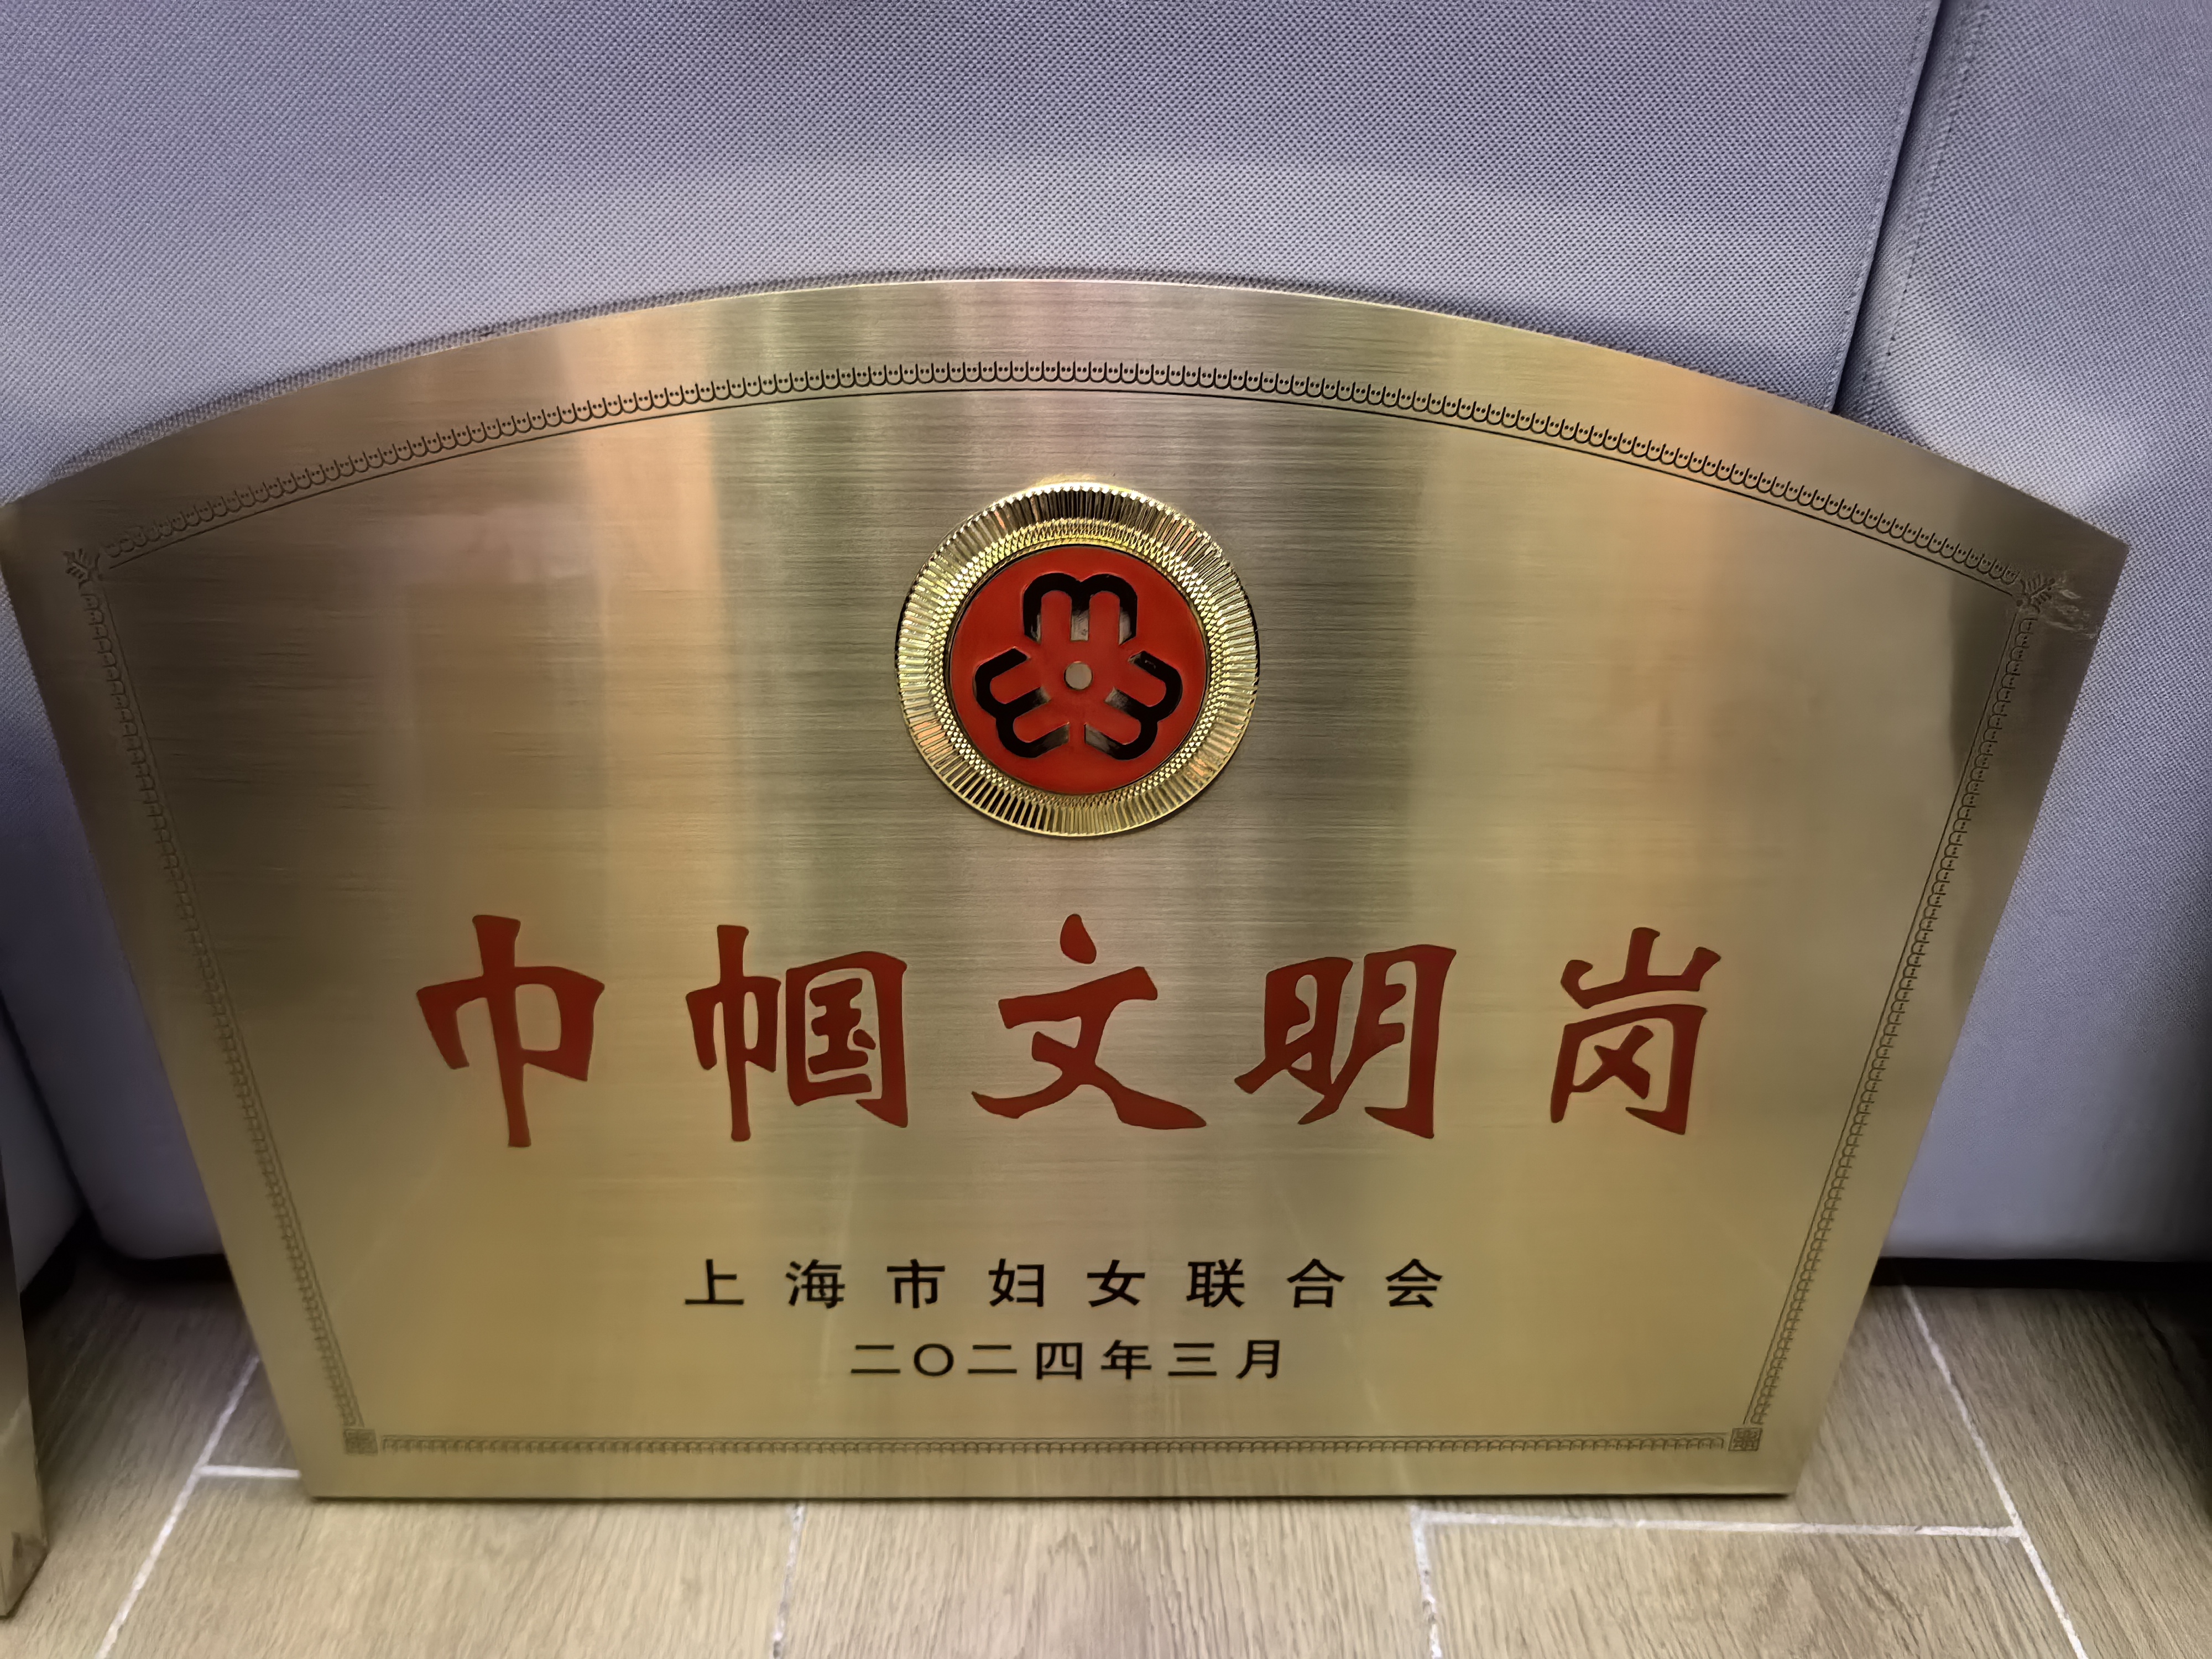 巾帼文明岗
上海市妇女联合会
二〇二四年三月